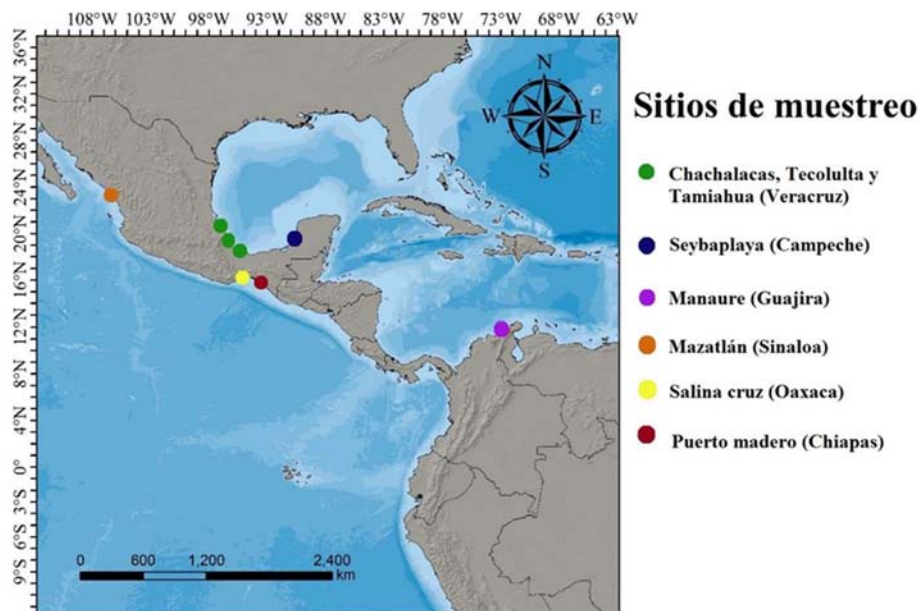 108°W 103°W 98°W 93°W 88°W 83°W 78°W 73°W 68°W 63°W
36°N
32°N
28°N
24°N
20°N
16°N
12°N
8°N
4°N
0°
3°S
6°S
9°S
N
W E
S
0 600 1,200 2,400
km
Sitios de muestreo
Chachalacas, Tecolulta y
Tamiahua (Veracruz)
Seybaplaya (Campeche)
Manaure (Guajira)
Mazatlán (Sinaloa)
Salina cruz (Oaxaca)
Puerto madero (Chiapas)